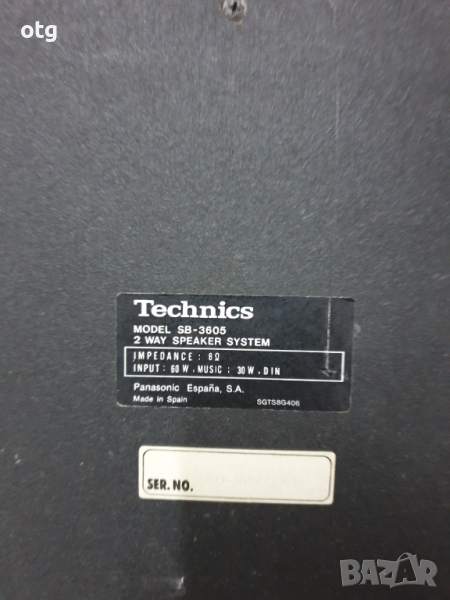 otg
Technics
MODEL SB-3605
2 WAY SPEAKER SYSTEM
IMPEDANCE : 8Ω
INPUT : 60 W . MUSIC ; 30 W . DIN
Panasonic España, S.A.
Made in Spain SGTS8G406
SER. NO.
BAZAR